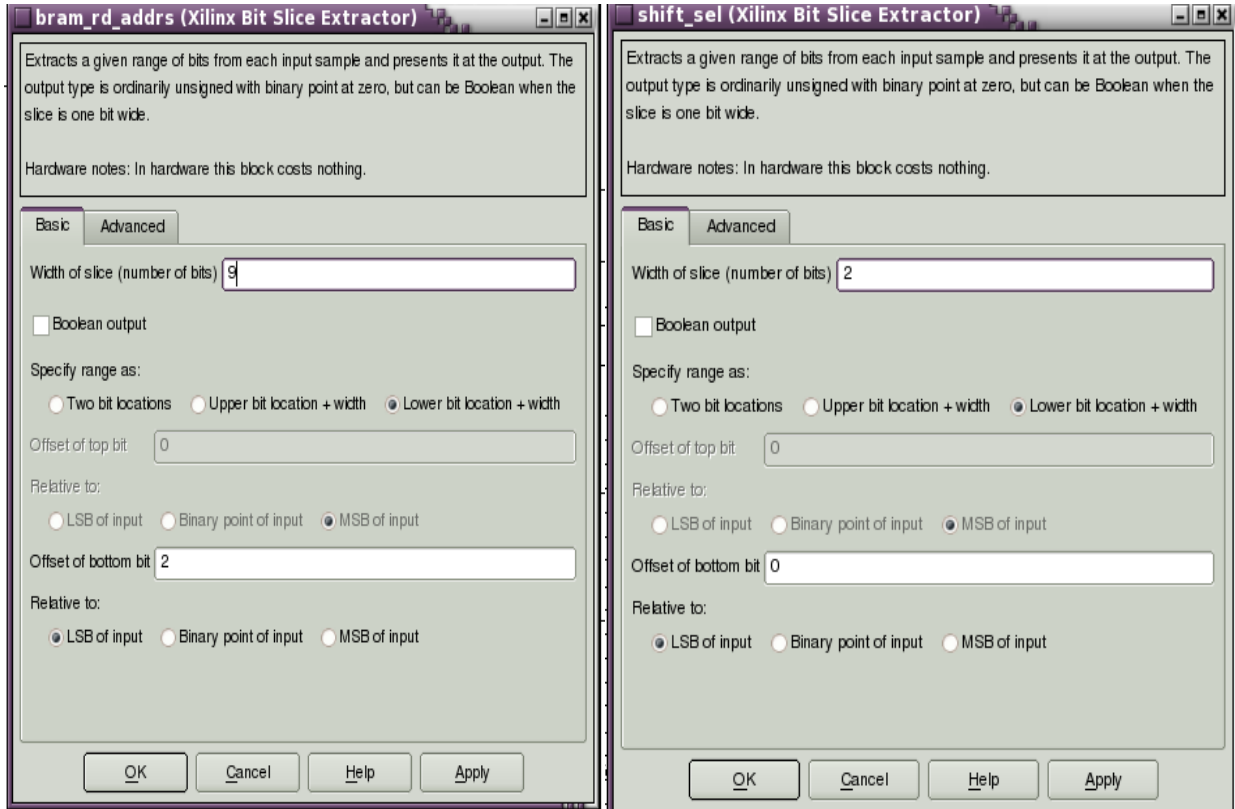 bram_rd_addrs (Xilinx Bit Slice Extractor)
Extracts a given range of bits from each input sample and presents it at the output. The
output type is ordinarily unsigned with binary point at zero, but can be Boolean when the
slice is one bit wide.
Hardware notes: In hardware this block costs nothing.
Basic Advanced
Width of slice (number of bits) 9
Boolean output
Specify range as:
Two bit locations Upper bit location + width Lower bit location + width
Offset of top bit 0
Relative to:
LSB of input Binary point of input MSB of input
Offset of bottom bit 2
Relative to:
LSB of input Binary point of input MSB of input
OK Cancel Help Apply
shift_sel (Xilinx Bit Slice Extractor)
Extracts a given range of bits from each input sample and presents it at the output. The
output type is ordinarily unsigned with binary point at zero, but can be Boolean when the
slice is one bit wide.
Hardware notes: In hardware this block costs nothing.
Basic Advanced
Width of slice (number of bits) 2
Boolean output
Specify range as:
Two bit locations Upper bit location + width Lower bit location + width
Offset of top bit 0
Relative to:
LSB of input Binary point of input MSB of input
Offset of bottom bit 0
Relative to:
LSB of input Binary point of input MSB of input
OK Cancel Help Apply